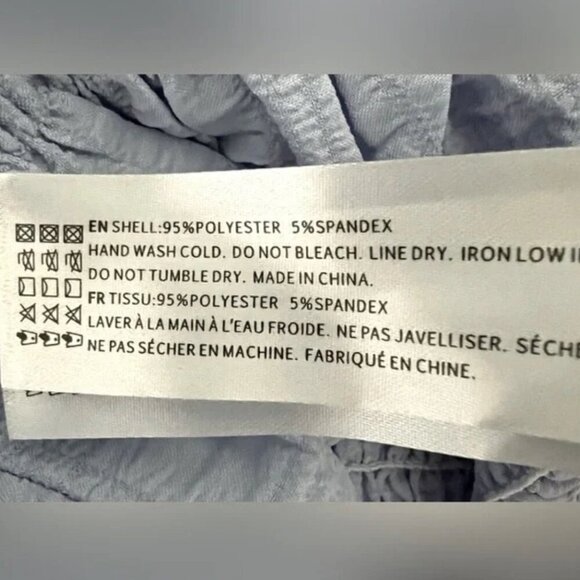 EN SHELL:95%POLYESTER 5%SPANDEX
HAND WASH COLD. DO NOT BLEACH. LINE DRY. IRON LOW
DO NOT TUMBLE DRY. MADE IN CHINA.
FR TISSU:95%POLYESTER 5%SPANDEX
LAVER À LA MAIN À L'EAU FROIDE. NE PAS JAVELLISER.
NE PAS SÉCHER EN MACHINE. FABRIQUÉ EN CHINE.